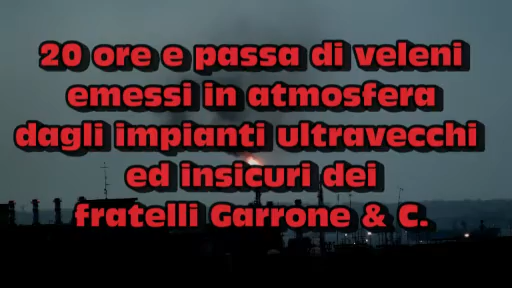 20 ore e passa di veleni
emessi in atmosfera
dagli impianti ultravecchi
ed insicuri dei
fratelli Garrone & C.